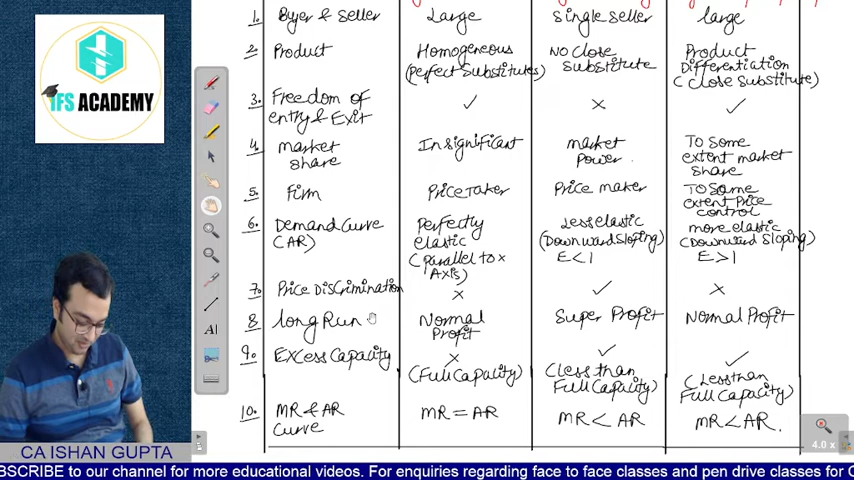 1. Byer & Seller Large Single seller large
2. Product Homogeneous (Perfect Substitutes) NO Close Substitute Product Differentiation (Close Substitute)
IFS ACADEMY
3. Freedom of entry & Exit ✓ × ✓
4. market share Insignificant market Power. To Some extent market share
5. Firm Price taker Price maker To Some extent Price control
6. Demand Curve (AR) Perfectly elastic (Parallel to x Axis) Less elastic (Downward Sloping) E<1 more elastic (Downward Sloping) E>1
7. Price Discrimination × ✓ ×
8 long Run Normal Profit Super Profit Normal Profit
9. Excess Capacity × (Full Capacity) ✓ (less than Full Capacity) ✓ (Less than Full Capacity)
10. MR & AR Curve MR = AR MR < AR MR < AR.
4.0 x
CA ISHAN GUPTA
BSCRIBE to our channel for more educational videos. For enquiries regarding face to face classes and pen drive classes for C